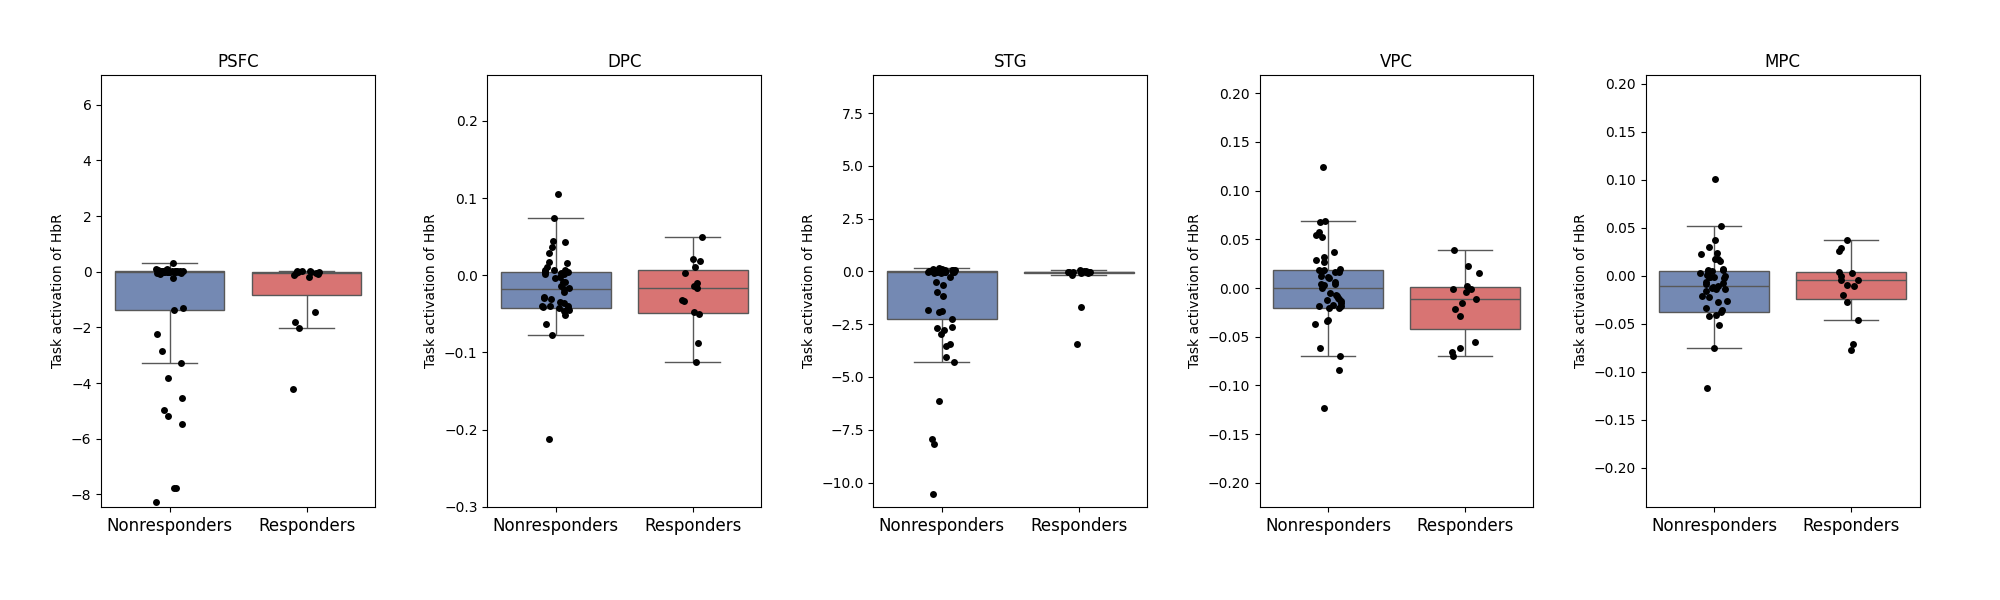 PSFC
Task activation of HbR
6
4
2
0
−2
−4
−6
−8
Nonresponders
Responders
DPC
Task activation of HbR
0.2
0.1
0.0
−0.1
−0.2
−0.3
Nonresponders
Responders
STG
Task activation of HbR
7.5
5.0
2.5
0.0
−2.5
−5.0
−7.5
−10.0
Nonresponders
Responders
VPC
Task activation of HbR
0.20
0.15
0.10
0.05
0.00
−0.05
−0.10
−0.15
−0.20
Nonresponders
Responders
MPC
Task activation of HbR
0.20
0.15
0.10
0.05
0.00
−0.05
−0.10
−0.15
−0.20
Nonresponders
Responders